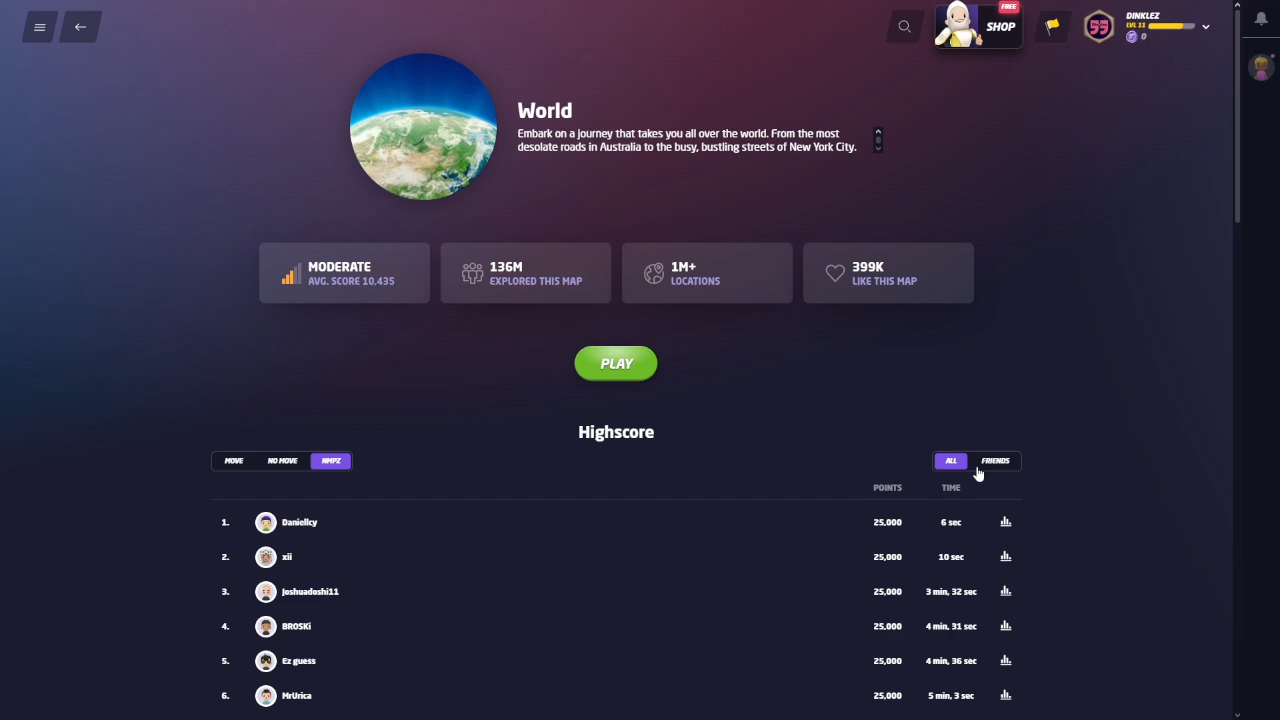 FREE
SHOP
DINKLEZ
LVL 11
0
World
Embark on a journey that takes you all over the world. From the most
desolate roads in Australia to the busy, bustling streets of New York City.
MODERATE
AVG. SCORE 10,435
136M
EXPLORED THIS MAP
1M+
LOCATIONS
399K
LIKE THIS MAP
PLAY
Highscore
MOVE NO MOVE NMPZ ALL FRIENDS
POINTS TIME
1. Daniellcy 25,000 6 sec
2. xii 25,000 10 sec
3. Joshuadoshi11 25,000 3 min, 32 sec
4. BROSKi 25,000 4 min, 31 sec
5. Ez guess 25,000 4 min, 36 sec
6. MrUrica 25,000 5 min, 3 sec